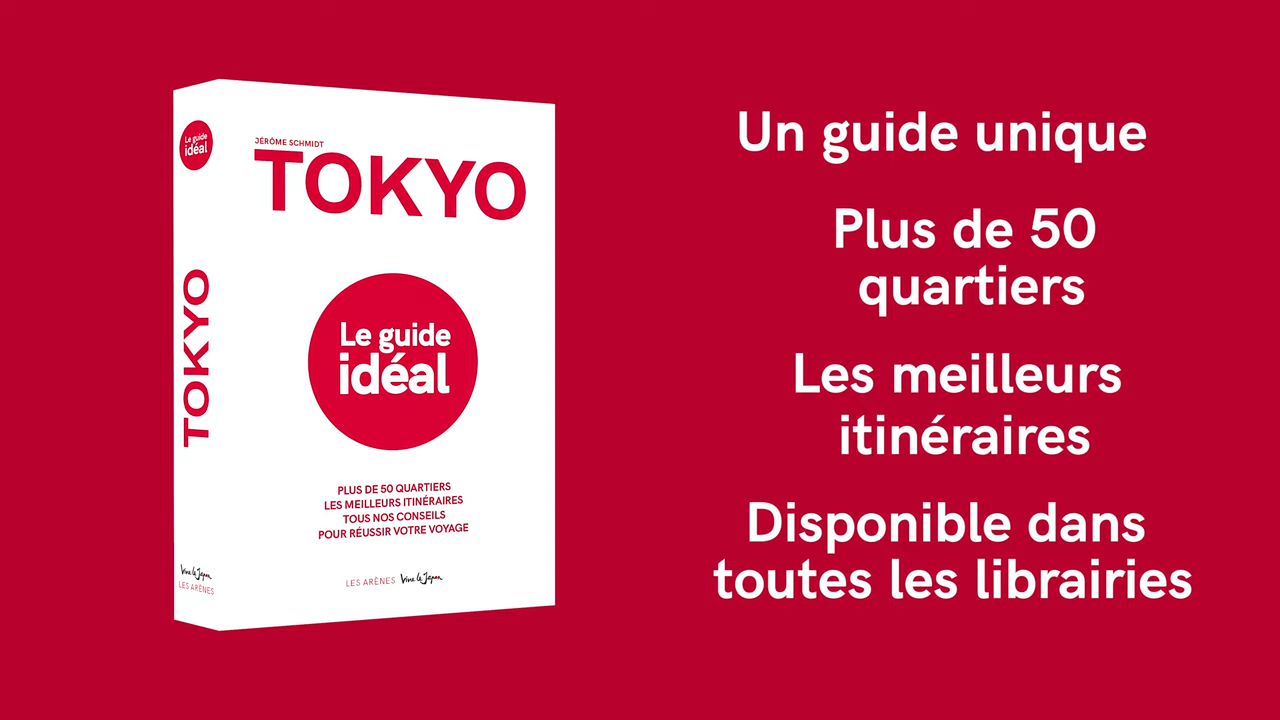 Le guide
idéal
TOKYO
Vive le Japon
LES ARÈNES
JÉRÔME SCHMIDT
TOKYO
Le guide
idéal
PLUS DE 50 QUARTIERS
LES MEILLEURS ITINÉRAIRES
TOUS NOS CONSEILS
POUR RÉUSSIR VOTRE VOYAGE
LES ARÈNES Vive le Japon
Un guide unique
Plus de 50
quartiers
Les meilleurs
itinéraires
Disponible dans
toutes les librairies